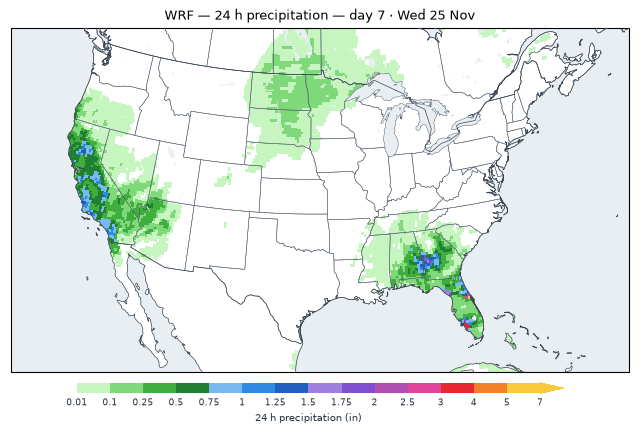 WRF — 24 h precipitation — day 7 · Wed 25 Nov
0.01 0.1 0.25 0.5 0.75 1 1.25 1.5 1.75 2 2.5 3 4 5 7
24 h precipitation (in)